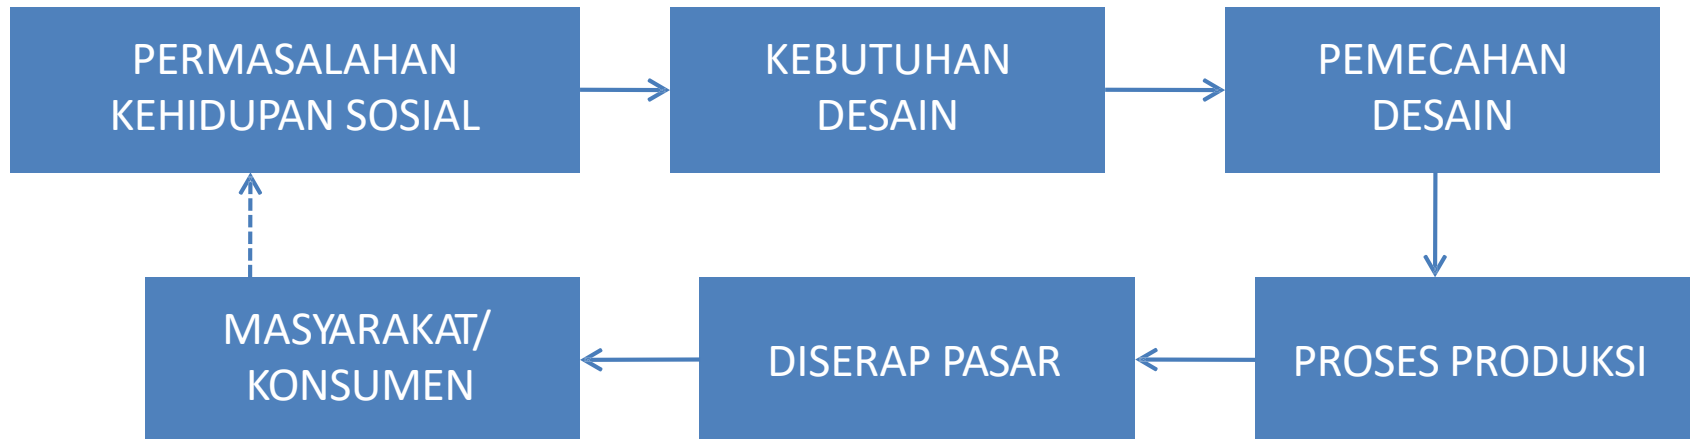 PERMASALAHAN
KEHIDUPAN SOSIAL
KEBUTUHAN
DESAIN
PEMECAHAN
DESAIN
MASYARAKAT/
KONSUMEN
DISERAP PASAR
PROSES PRODUKSI